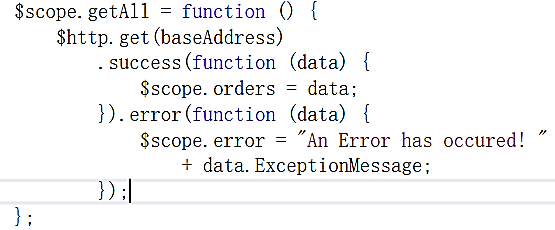 $scope.getAll = function () {
    $http.get(baseAddress)
        .success(function (data) {
            $scope.orders = data;
        }).error(function (data) {
            $scope.error = "An Error has occured! "
                + data.ExceptionMessage;
        });
};